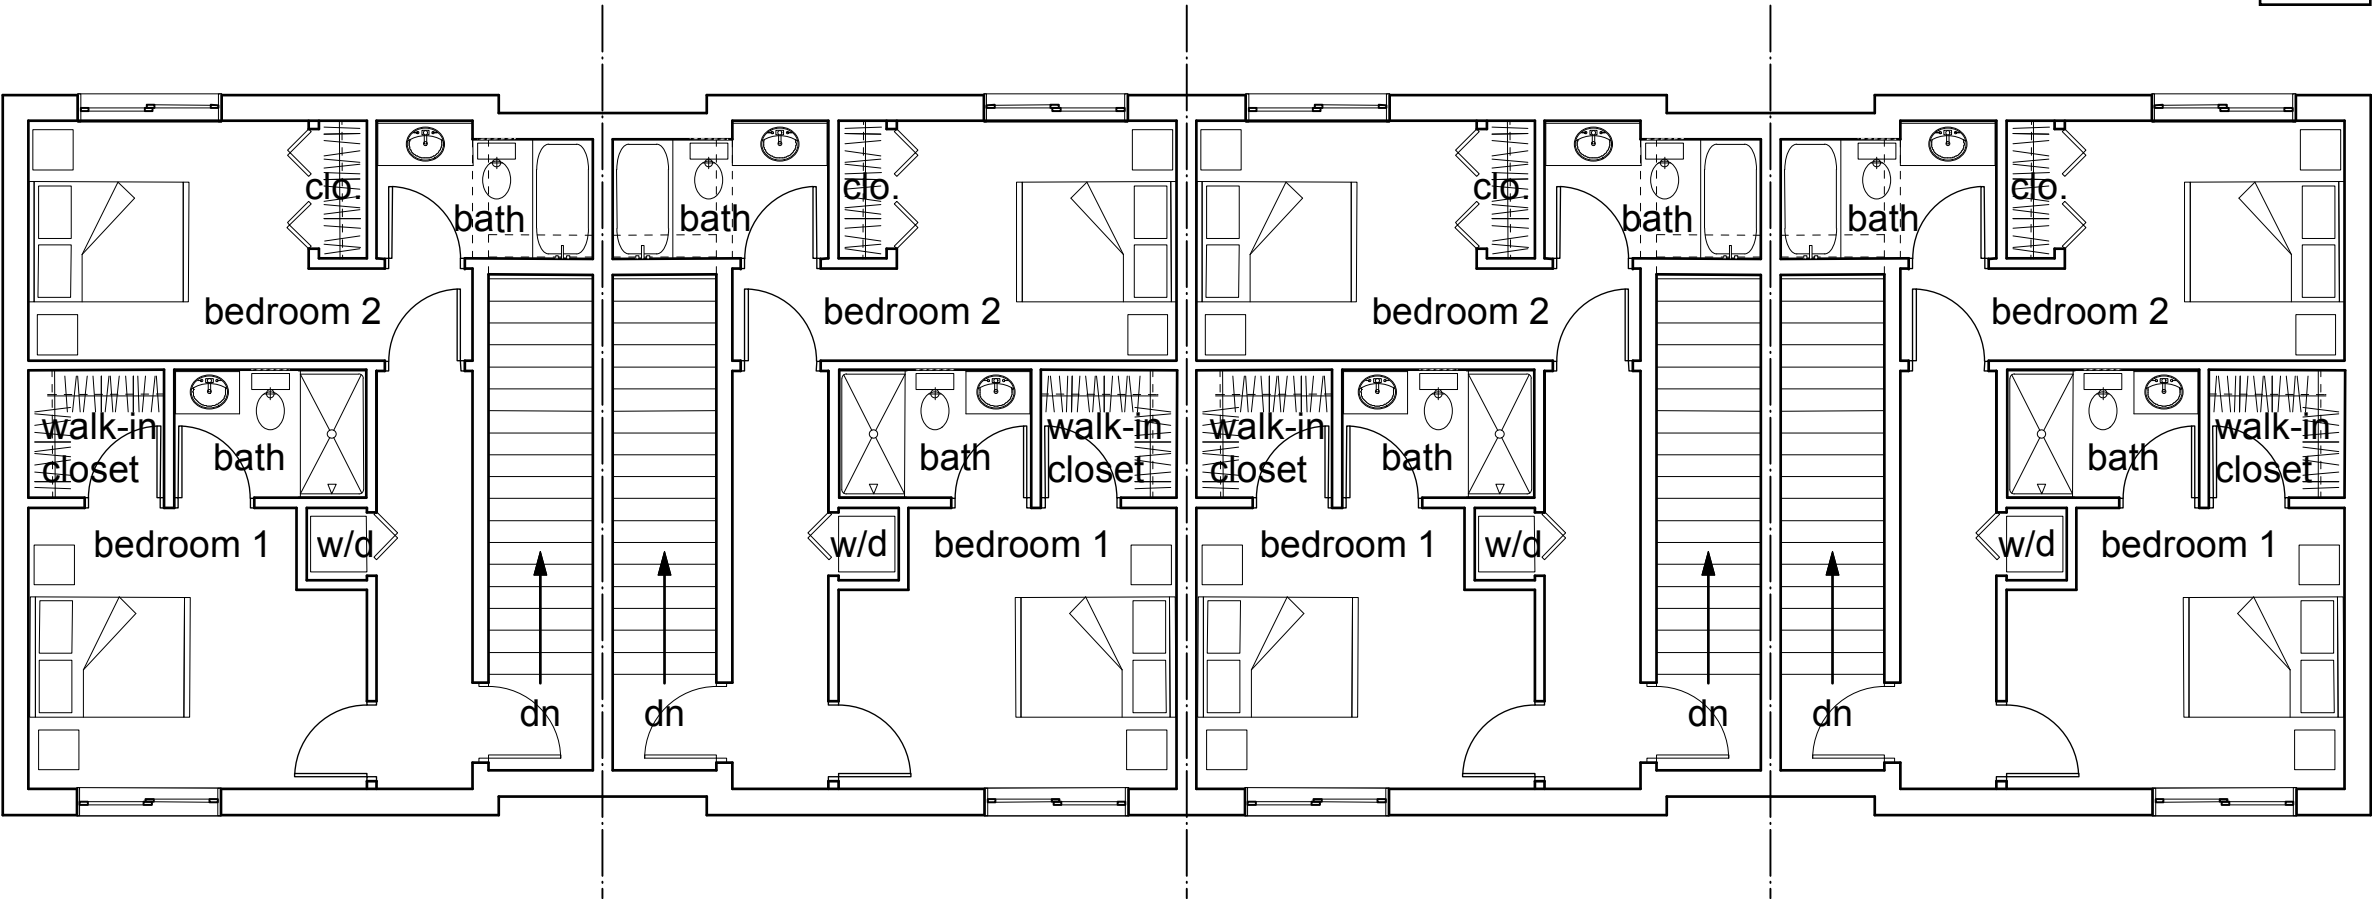 clo.
bath
bedroom 2
walk-in
closet
bath
bedroom 1
w/d
dn
bath
clo.
bedroom 2
bath
walk-in
closet
w/d
bedroom 1
dn
clo.
bath
bedroom 2
walk-in
closet
bath
bedroom 1
w/d
dn
bath
clo.
bedroom 2
bath
walk-in
closet
w/d
bedroom 1
dn